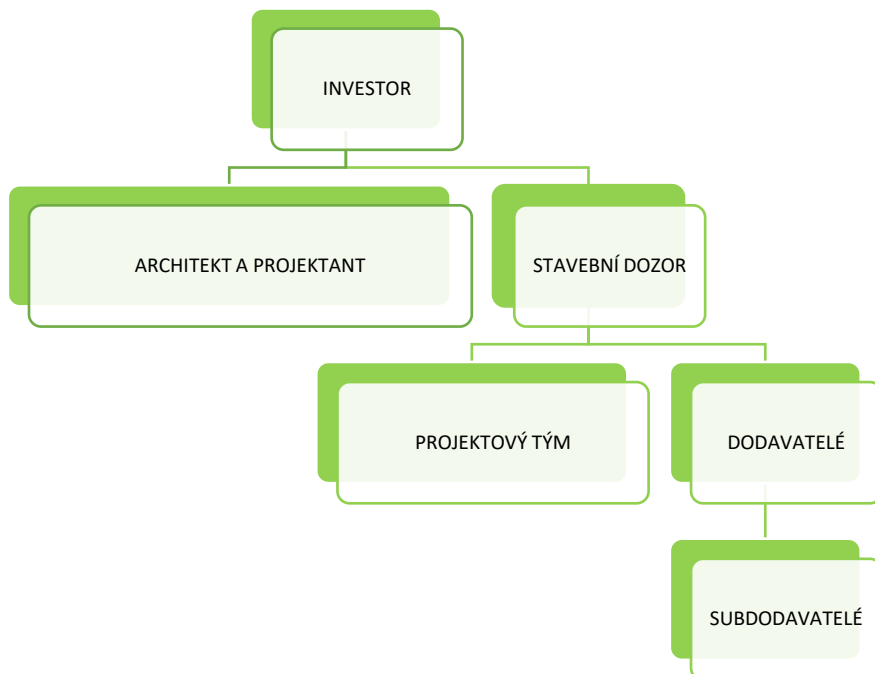 INVESTOR
ARCHITEKT A PROJEKTANT
STAVEBNÍ DOZOR
PROJEKTOVÝ TÝM
DODAVATELÉ
SUBDODAVATELÉ